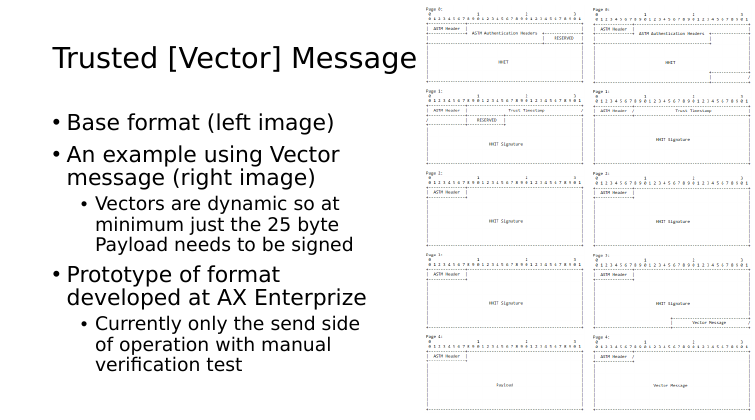 Trusted [Vector] Message
• Base format (left image)
• An example using Vector
message (right image)
• Vectors are dynamic so at
minimum just the 25 byte
Payload needs to be signed
• Prototype of format
developed at AX Enterprize
• Currently only the send side
of operation with manual
verification test
Page 0:
0 1 2 3
0 1 2 3 4 5 6 7 8 9 0 1 2 3 4 5 6 7 8 9 0 1 2 3 4 5 6 7 8 9 0 1
ASTM Header
ASTM Authentication Headers
RESERVED
HHIT
Page 1:
0 1 2 3
0 1 2 3 4 5 6 7 8 9 0 1 2 3 4 5 6 7 8 9 0 1 2 3 4 5 6 7 8 9 0 1
ASTM Header | Trust Timestamp
/ | RESERVED |
HHIT Signature
Page 2:
0 1 2 3
0 1 2 3 4 5 6 7 8 9 0 1 2 3 4 5 6 7 8 9 0 1 2 3 4 5 6 7 8 9 0 1
ASTM Header
HHIT Signature
Page 3:
0 1 2 3
0 1 2 3 4 5 6 7 8 9 0 1 2 3 4 5 6 7 8 9 0 1 2 3 4 5 6 7 8 9 0 1
ASTM Header
HHIT Signature
Page 4:
0 1 2 3
0 1 2 3 4 5 6 7 8 9 0 1 2 3 4 5 6 7 8 9 0 1 2 3 4 5 6 7 8 9 0 1
ASTM Header
Payload
Page 0:
0 1 2 3
0 1 2 3 4 5 6 7 8 9 0 1 2 3 4 5 6 7 8 9 0 1 2 3 4 5 6 7 8 9 0 1
ASTM Header
ASTM Authentication Headers
HHIT
/
Page 1:
0 1 2 3
0 1 2 3 4 5 6 7 8 9 0 1 2 3 4 5 6 7 8 9 0 1 2 3 4 5 6 7 8 9 0 1
ASTM Header / Trust Timestamp
HHIT Signature
Page 2:
0 1 2 3
0 1 2 3 4 5 6 7 8 9 0 1 2 3 4 5 6 7 8 9 0 1 2 3 4 5 6 7 8 9 0 1
ASTM Header
HHIT Signature
Page 3:
0 1 2 3
0 1 2 3 4 5 6 7 8 9 0 1 2 3 4 5 6 7 8 9 0 1 2 3 4 5 6 7 8 9 0 1
ASTM Header
HHIT Signature
Vector Message /
Page 4:
0 1 2 3
0 1 2 3 4 5 6 7 8 9 0 1 2 3 4 5 6 7 8 9 0 1 2 3 4 5 6 7 8 9 0 1
ASTM Header /
Vector Message